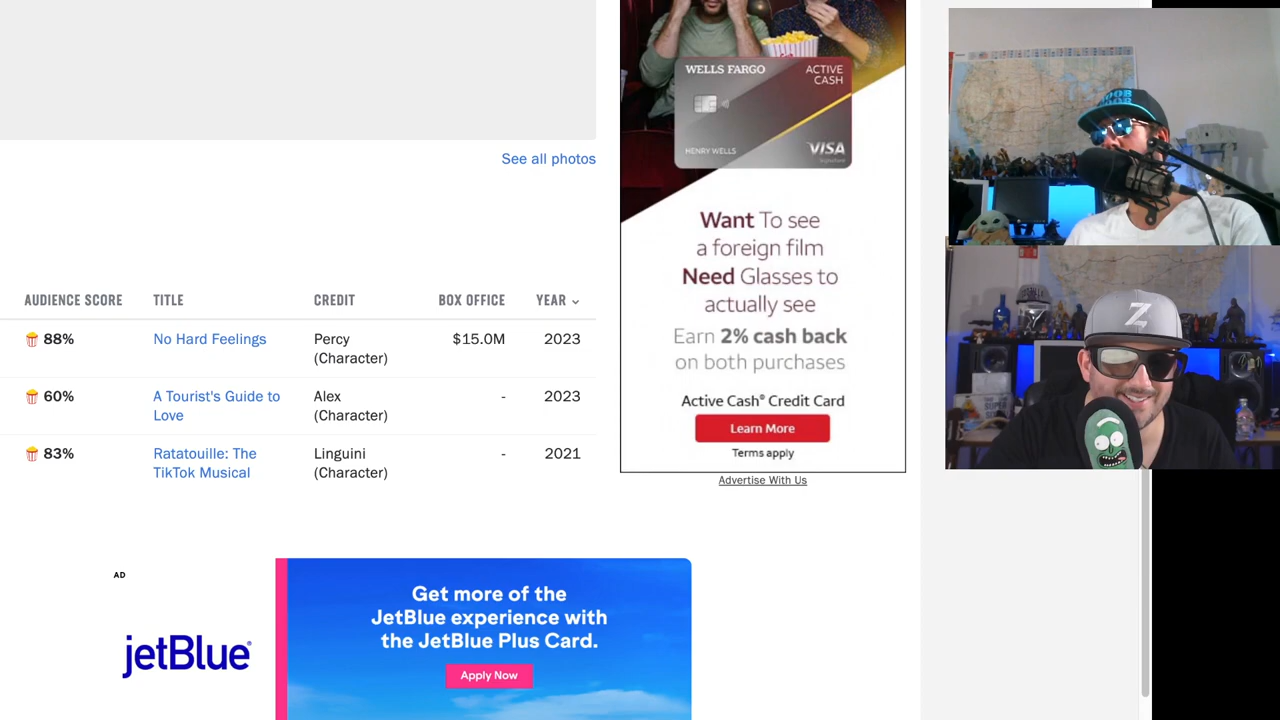 WELLS FARGO
ACTIVE
CASH
HENRY WELLS
VISA
Signature
See all photos
Want To see
a foreign film
Need Glasses to
actually see
Earn 2% cash back
on both purchases
Active Cash® Credit Card
Learn More
Terms apply
Advertise With Us
AUDIENCE SCORE TITLE CREDIT BOX OFFICE YEAR
88% No Hard Feelings Percy $15.0M 2023
(Character)
60% A Tourist's Guide to Alex - 2023
Love (Character)
83% Ratatouille: The Linguini - 2021
TikTok Musical (Character)
AD
jetBlue®
Get more of the
JetBlue experience with
the JetBlue Plus Card.
Apply Now
Z